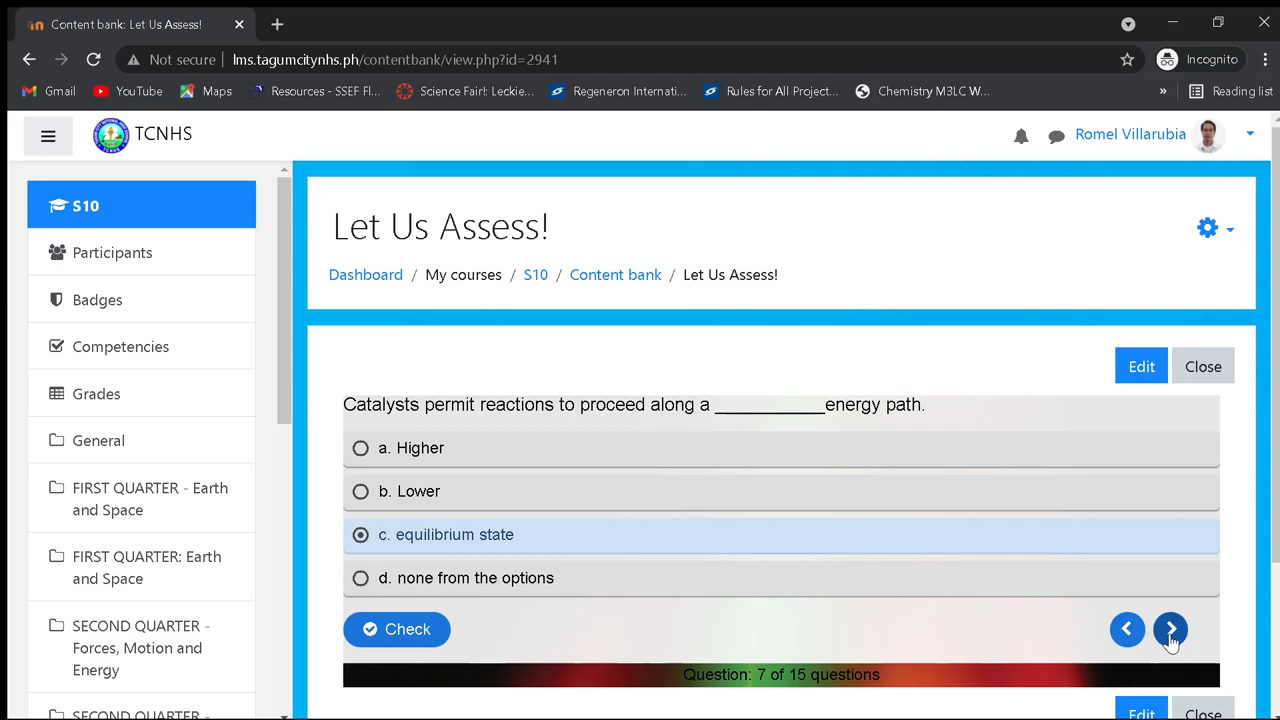 Content bank: Let Us Assess!
Not secure lms.tagumcitynhs.ph/contentbank/view.php?id=2941 Incognito
Gmail YouTube Maps Resources - SSEF Fl... Science Fair!: Leckie... Regeneron Internati... Rules for All Project... Chemistry M3LC W... » Reading list
TCNHS Romel Villarubia
S10
Participants
Badges
Competencies
Grades
General
FIRST QUARTER - Earth
and Space
FIRST QUARTER: Earth
and Space
SECOND QUARTER -
Forces, Motion and
Energy
SECOND QUARTER -
Let Us Assess!
Dashboard / My courses / S10 / Content bank / Let Us Assess!
Edit Close
Catalysts permit reactions to proceed along a ___________energy path.
a. Higher
b. Lower
c. equilibrium state
d. none from the options
Check
Question: 7 of 15 questions
Edit Close